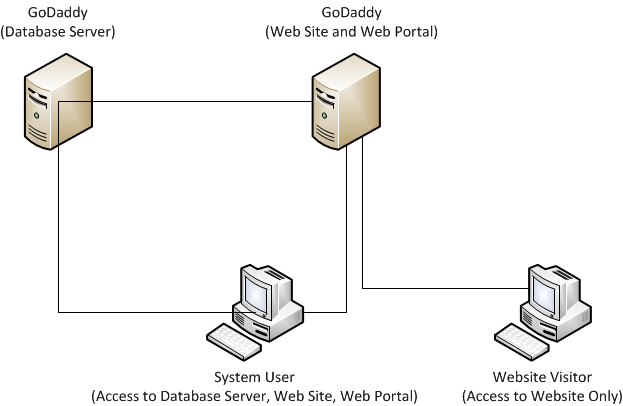 GoDaddy
(Database Server)
GoDaddy
(Web Site and Web Portal)
System User
(Access to Database Server, Web Site, Web Portal)
Website Visitor
(Access to Website Only)